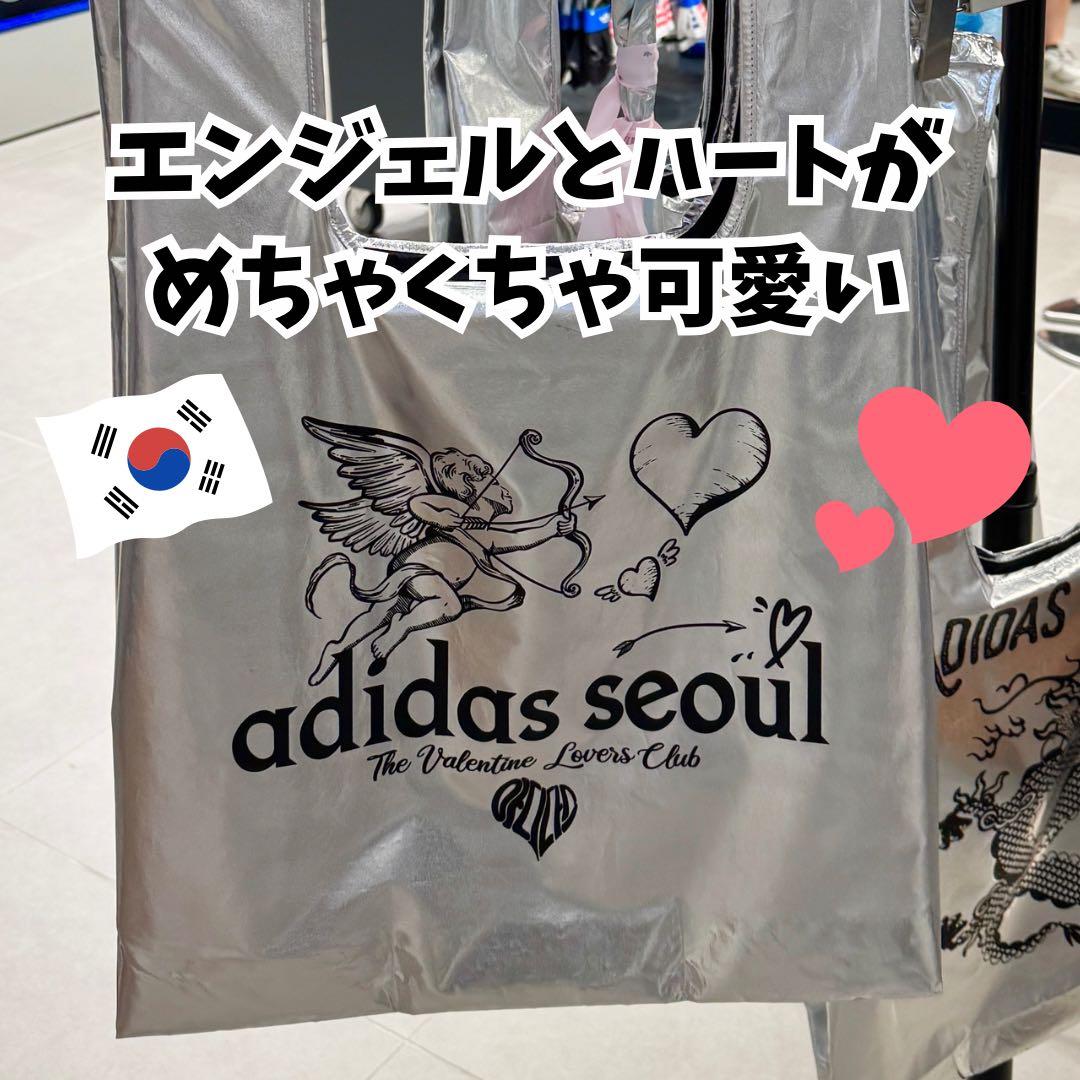 エンジェルとハートが
めちゃくちゃ可愛い
adidas seoul
The Valentine Lovers Club
ADIDAS